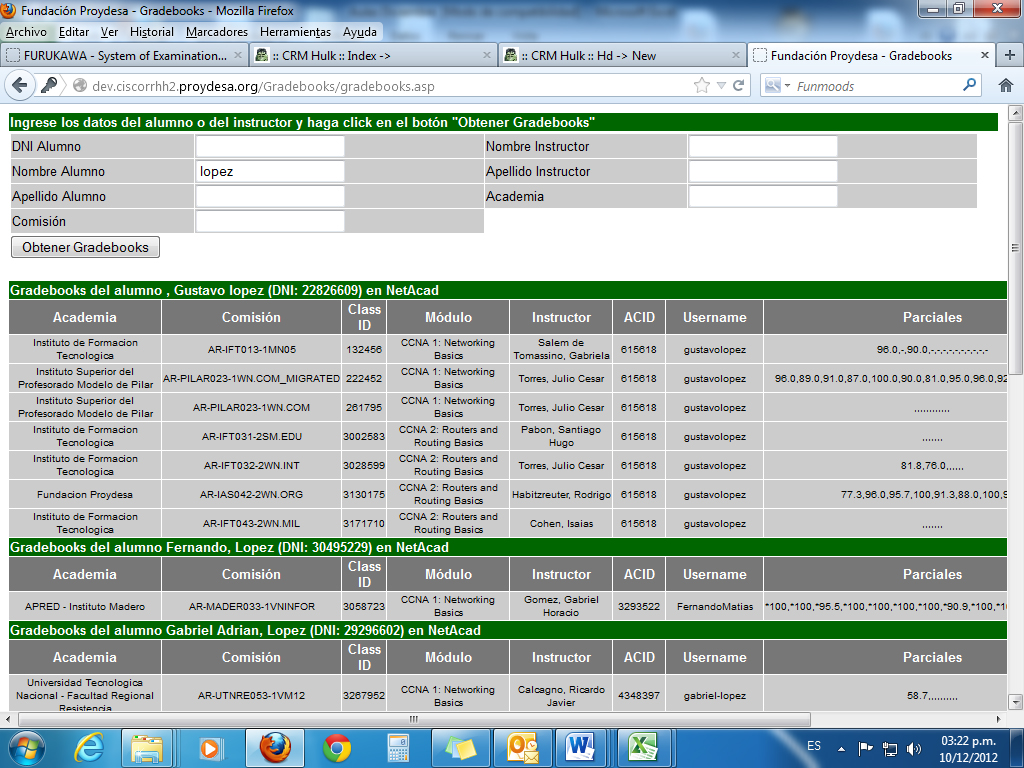 Fundación Proydesa - Gradebooks - Mozilla Firefox
Archivo Editar Ver Historial Marcadores Herramientas Ayuda
FURUKAWA - System of Examination... :: CRM Hulk :: Index -> :: CRM Hulk :: Hd -> New Fundación Proydesa - Gradebooks
dev.ciscorrhh2.proydesa.org/Gradebooks/gradebooks.asp Funmoods
Ingrese los datos del alumno o del instructor y haga click en el botón "Obtener Gradebooks"
DNI Alumno Nombre Instructor
Nombre Alumno lopez Apellido Instructor
Apellido Alumno Academia
Comisión
Obtener Gradebooks
Gradebooks del alumno , Gustavo lopez (DNI: 22826609) en NetAcad
Academia Comisión Class ID Módulo Instructor ACID Username Parciales
Instituto de Formacion Tecnologica AR-IFT013-1MN05 132456 CCNA 1: Networking Basics Salem de Tomassino, Gabriela 615618 gustavolopez 96.0,-,90.0,-,-,-,-,-,-,-,-,-
Instituto Superior del Profesorado Modelo de Pilar AR-PILAR023-1WN.COM_MIGRATED 222452 CCNA 1: Networking Basics Torres, Julio Cesar 615618 gustavolopez 96.0,89.0,91.0,87.0,100.0,90.0,81.0,95.0,96.0,92
Instituto Superior del Profesorado Modelo de Pilar AR-PILAR023-1WN.COM 261795 CCNA 1: Networking Basics Torres, Julio Cesar 615618 gustavolopez ,,,,,,,,,,,,
Instituto de Formacion Tecnologica AR-IFT031-2SM.EDU 3002583 CCNA 2: Routers and Routing Basics Pabon, Santiago Hugo 615618 gustavolopez ,,,,,,,
Instituto de Formacion Tecnologica AR-IFT032-2WN.INT 3028599 CCNA 2: Routers and Routing Basics Torres, Julio Cesar 615618 gustavolopez 81.8,76.0,,,,,,
Fundacion Proydesa AR-IAS042-2WN.ORG 3130175 CCNA 2: Routers and Routing Basics Habitzreuter, Rodrigo 615618 gustavolopez 77.3,96.0,95.7,100,91.3,88.0,100,9
Instituto de Formacion Tecnologica AR-IFT043-2WN.MIL 3171710 CCNA 2: Routers and Routing Basics Cohen, Isaias 615618 gustavolopez ,,,,,,,
Gradebooks del alumno Fernando, Lopez (DNI: 30495229) en NetAcad
Academia Comisión Class ID Módulo Instructor ACID Username Parciales
APRED - Instituto Madero AR-MADER033-1VNINFOR 3058723 CCNA 1: Networking Basics Gomez, Gabriel Horacio 3293522 FernandoMatias *100,*100,*95.5,*100,*100,*100,*100,*90.9,*100,*1
Gradebooks del alumno Gabriel Adrian, Lopez (DNI: 29296602) en NetAcad
Academia Comisión Class ID Módulo Instructor ACID Username Parciales
Universidad Tecnologica Nacional - Facultad Regional Resistencia AR-UTNRE053-1VM12 3267952 CCNA 1: Networking Basics Calcagno, Ricardo Javier 4348397 gabriel-lopez 58.7,,,,,,,,,,
ES 03:22 p.m.
10/12/2012